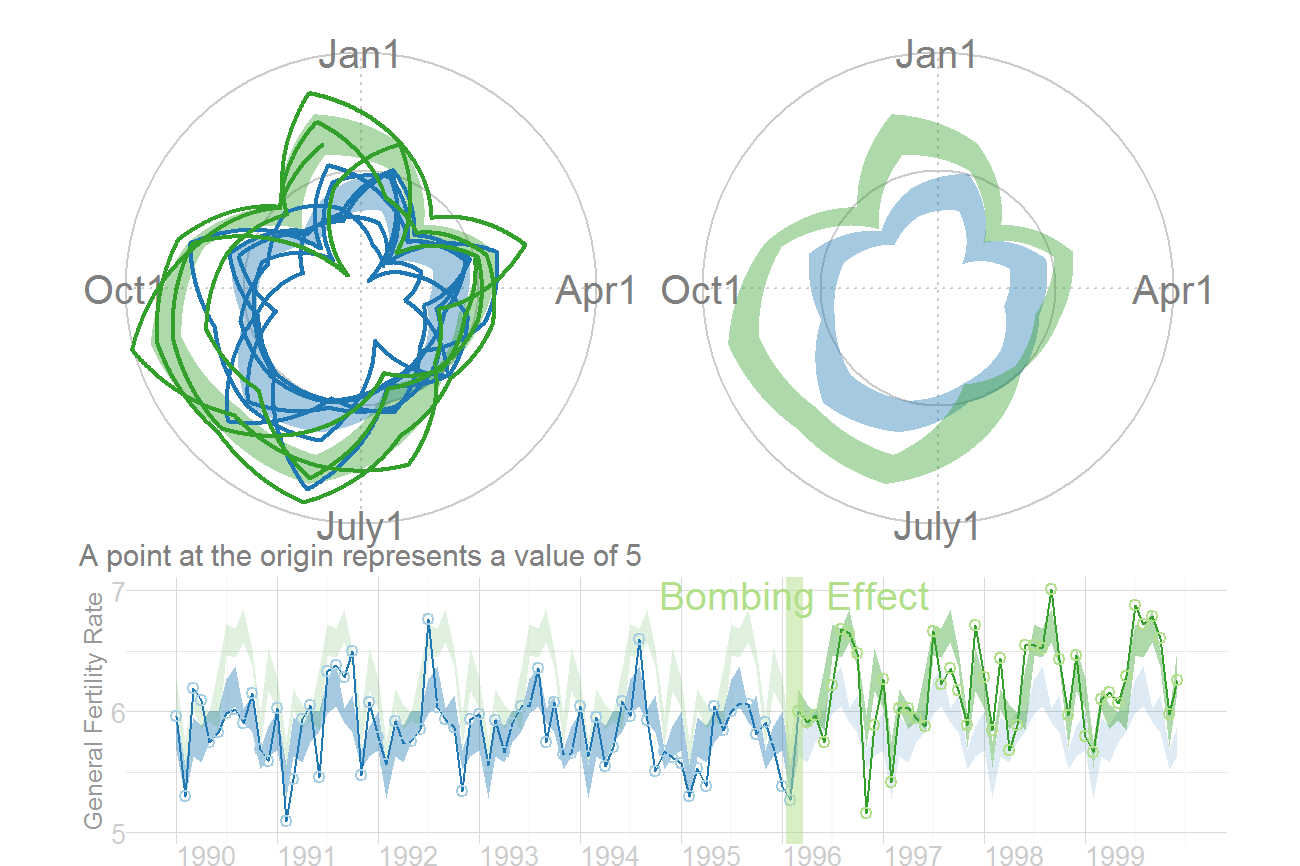 Jan1
Jan1
Oct1
Apr1
Oct1
Apr1
July1
July1
A point at the origin represents a value of 5
Bombing Effect
General Fertility Rate
7
6
5
1990 1991 1992 1993 1994 1995 1996 1997 1998 1999